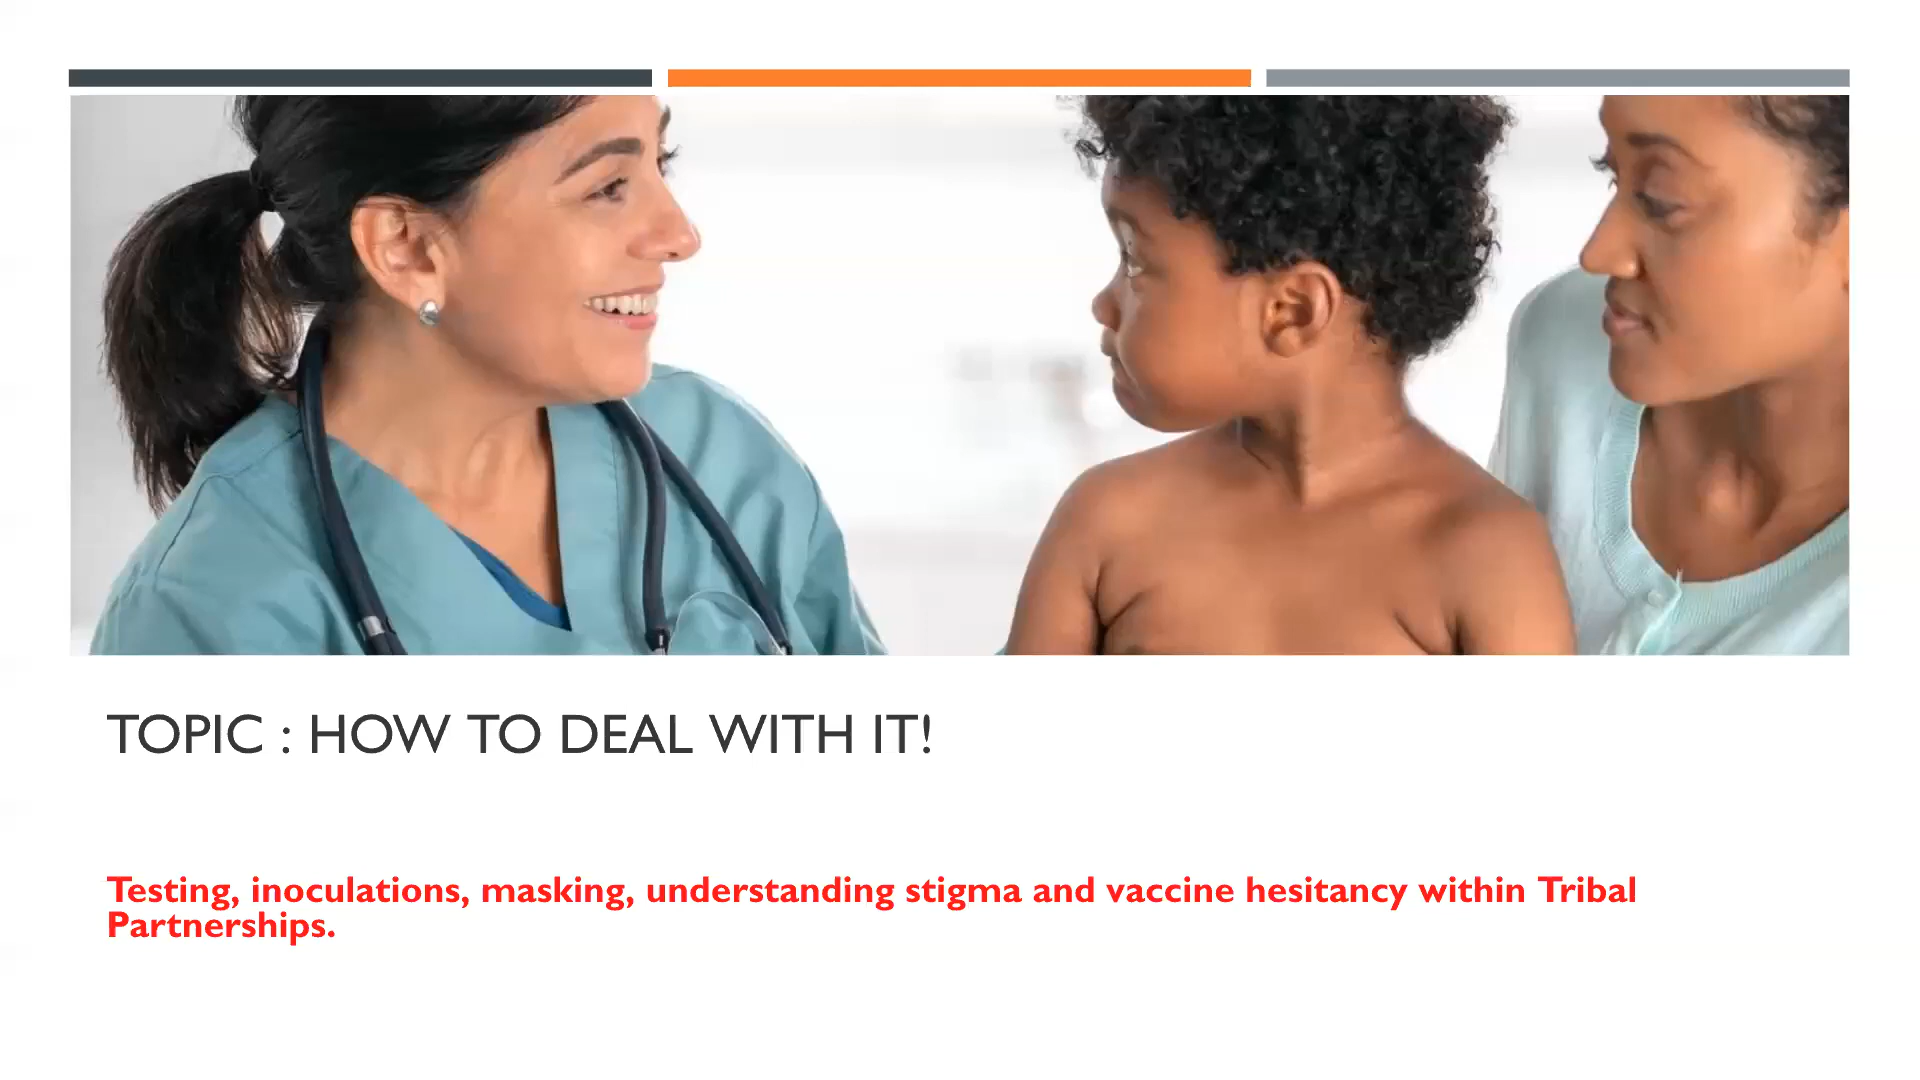 TOPIC : HOW TO DEAL WITH IT!
Testing, inoculations, masking, understanding stigma and vaccine hesitancy within Tribal
Partnerships.